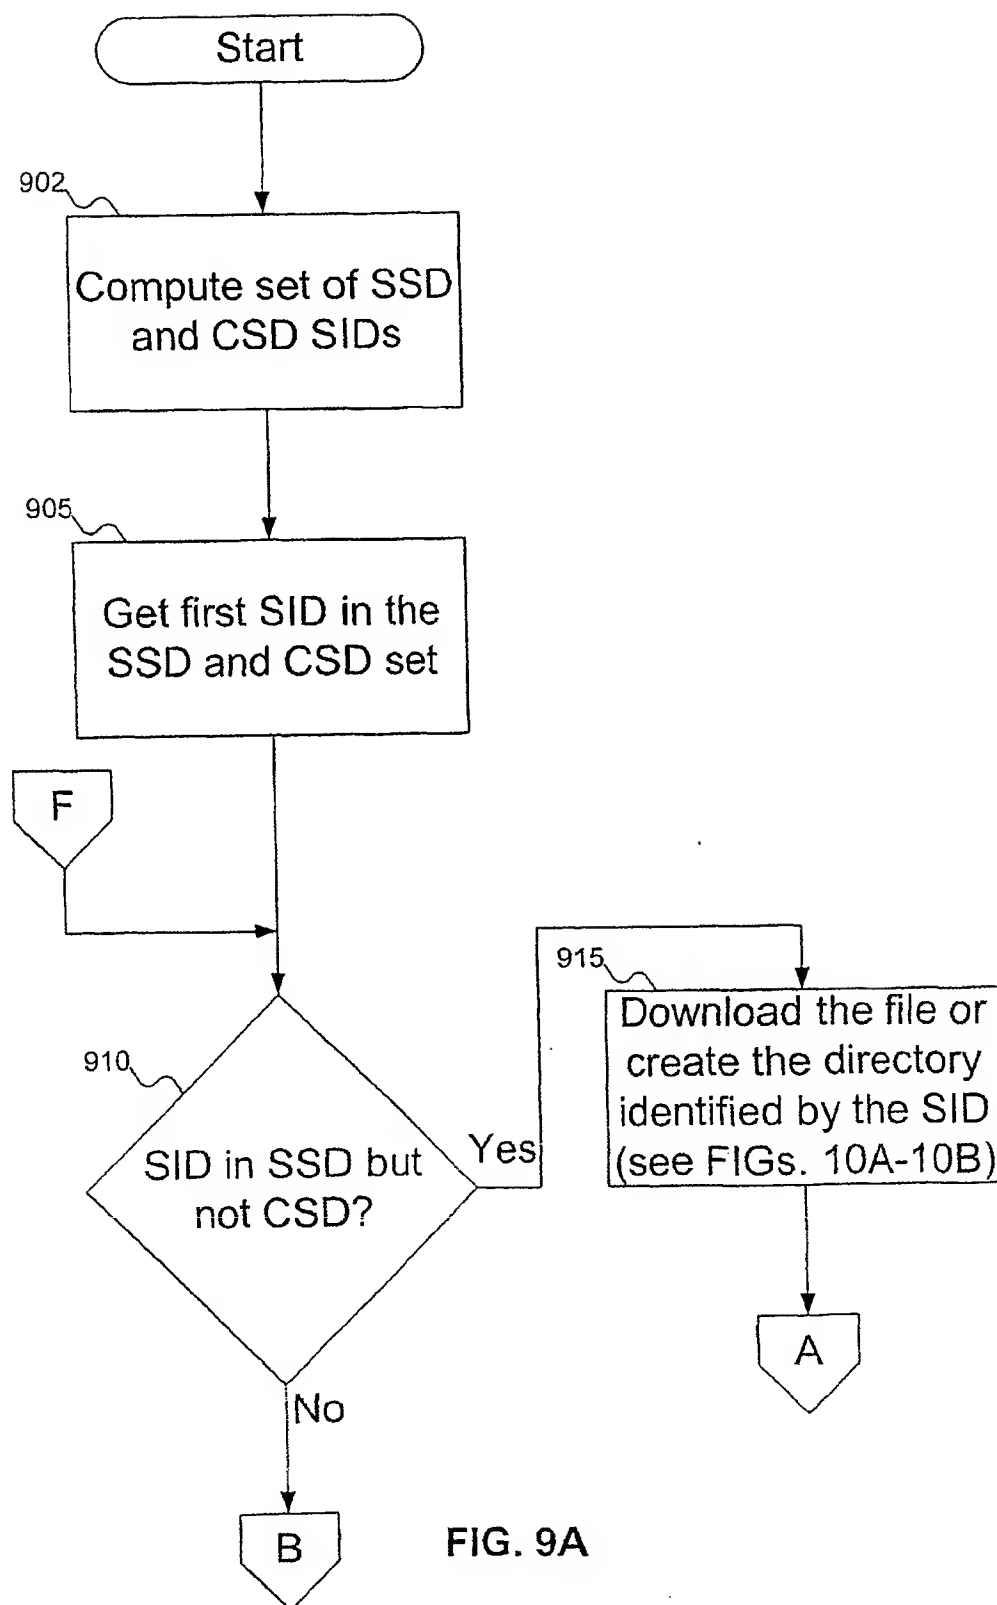 Start
902
Compute set of SSD
and CSD SIDs
905
Get first SID in the
SSD and CSD set
F
915
Download the file or
create the directory
identified by the SID
(see FIGs. 10A-10B)
910
SID in SSD but
not CSD?
Yes
A
No
B
FIG. 9A